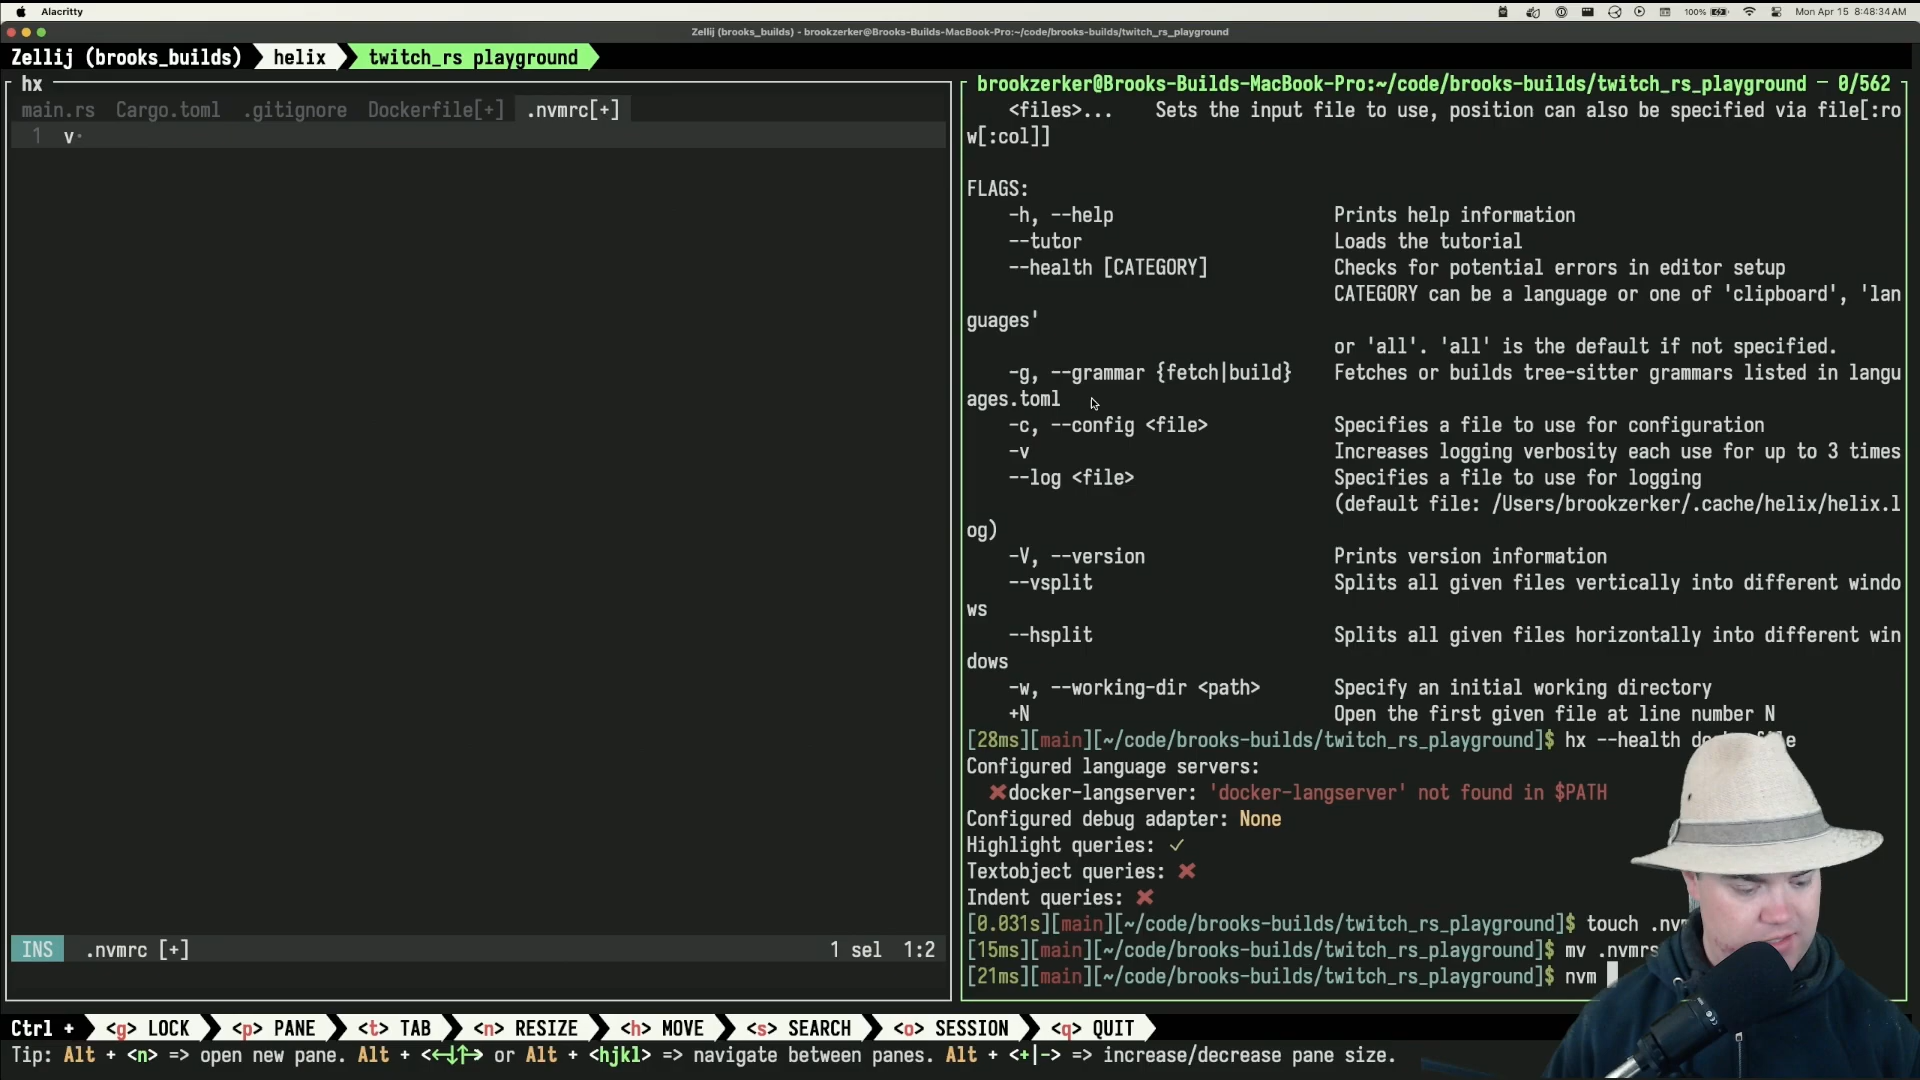 Alacritty
100%
Mon Apr 15 8:48:34 AM
Zellij (brooks_builds) - brookzerker@Brooks-Builds-MacBook-Pro:~/code/brooks-builds/twitch_rs_playground
Zellij (brooks_builds) helix twitch_rs playground
hx
main.rs Cargo.toml .gitignore Dockerfile[+] .nvmrc[+]
1 v·
INS .nvmrc [+] 1 sel 1:2
brookzerker@Brooks-Builds-MacBook-Pro:~/code/brooks-builds/twitch_rs_playground — 0/562
<files>... Sets the input file to use, position can also be specified via file[:ro
w[:col]]
FLAGS:
-h, --help Prints help information
--tutor Loads the tutorial
--health [CATEGORY] Checks for potential errors in editor setup
CATEGORY can be a language or one of 'clipboard', 'lan
guages'
or 'all'. 'all' is the default if not specified.
-g, --grammar {fetch|build} Fetches or builds tree-sitter grammars listed in langu
ages.toml
-c, --config <file> Specifies a file to use for configuration
-v Increases logging verbosity each use for up to 3 times
--log <file> Specifies a file to use for logging
(default file: /Users/brookzerker/.cache/helix/helix.l
og)
-V, --version Prints version information
--vsplit Splits all given files vertically into different windo
ws
--hsplit Splits all given files horizontally into different win
dows
-w, --working-dir <path> Specify an initial working directory
+N Open the first given file at line number N
[28ms][main][~/code/brooks-builds/twitch_rs_playground]$ hx --health
Configured language servers:
✘docker-langserver: 'docker-langserver' not found in $PATH
Configured debug adapter: None
Highlight queries: ✓
Textobject queries: ✘
Indent queries: ✘
[0.031s][main][~/code/brooks-builds/twitch_rs_playground]$ touch
[15ms][main][~/code/brooks-builds/twitch_rs_playground]$ mv .nvmrs
[21ms][main][~/code/brooks-builds/twitch_rs_playground]$ nvm
Ctrl + <g> LOCK <p> PANE <t> TAB <n> RESIZE <h> MOVE <s> SEARCH <o> SESSION <q> QUIT
Tip: Alt + <n> => open new pane. Alt + <←↓↑→> or Alt + <hjkl> => navigate between panes. Alt + <+|-> => increase/decrease pane size.